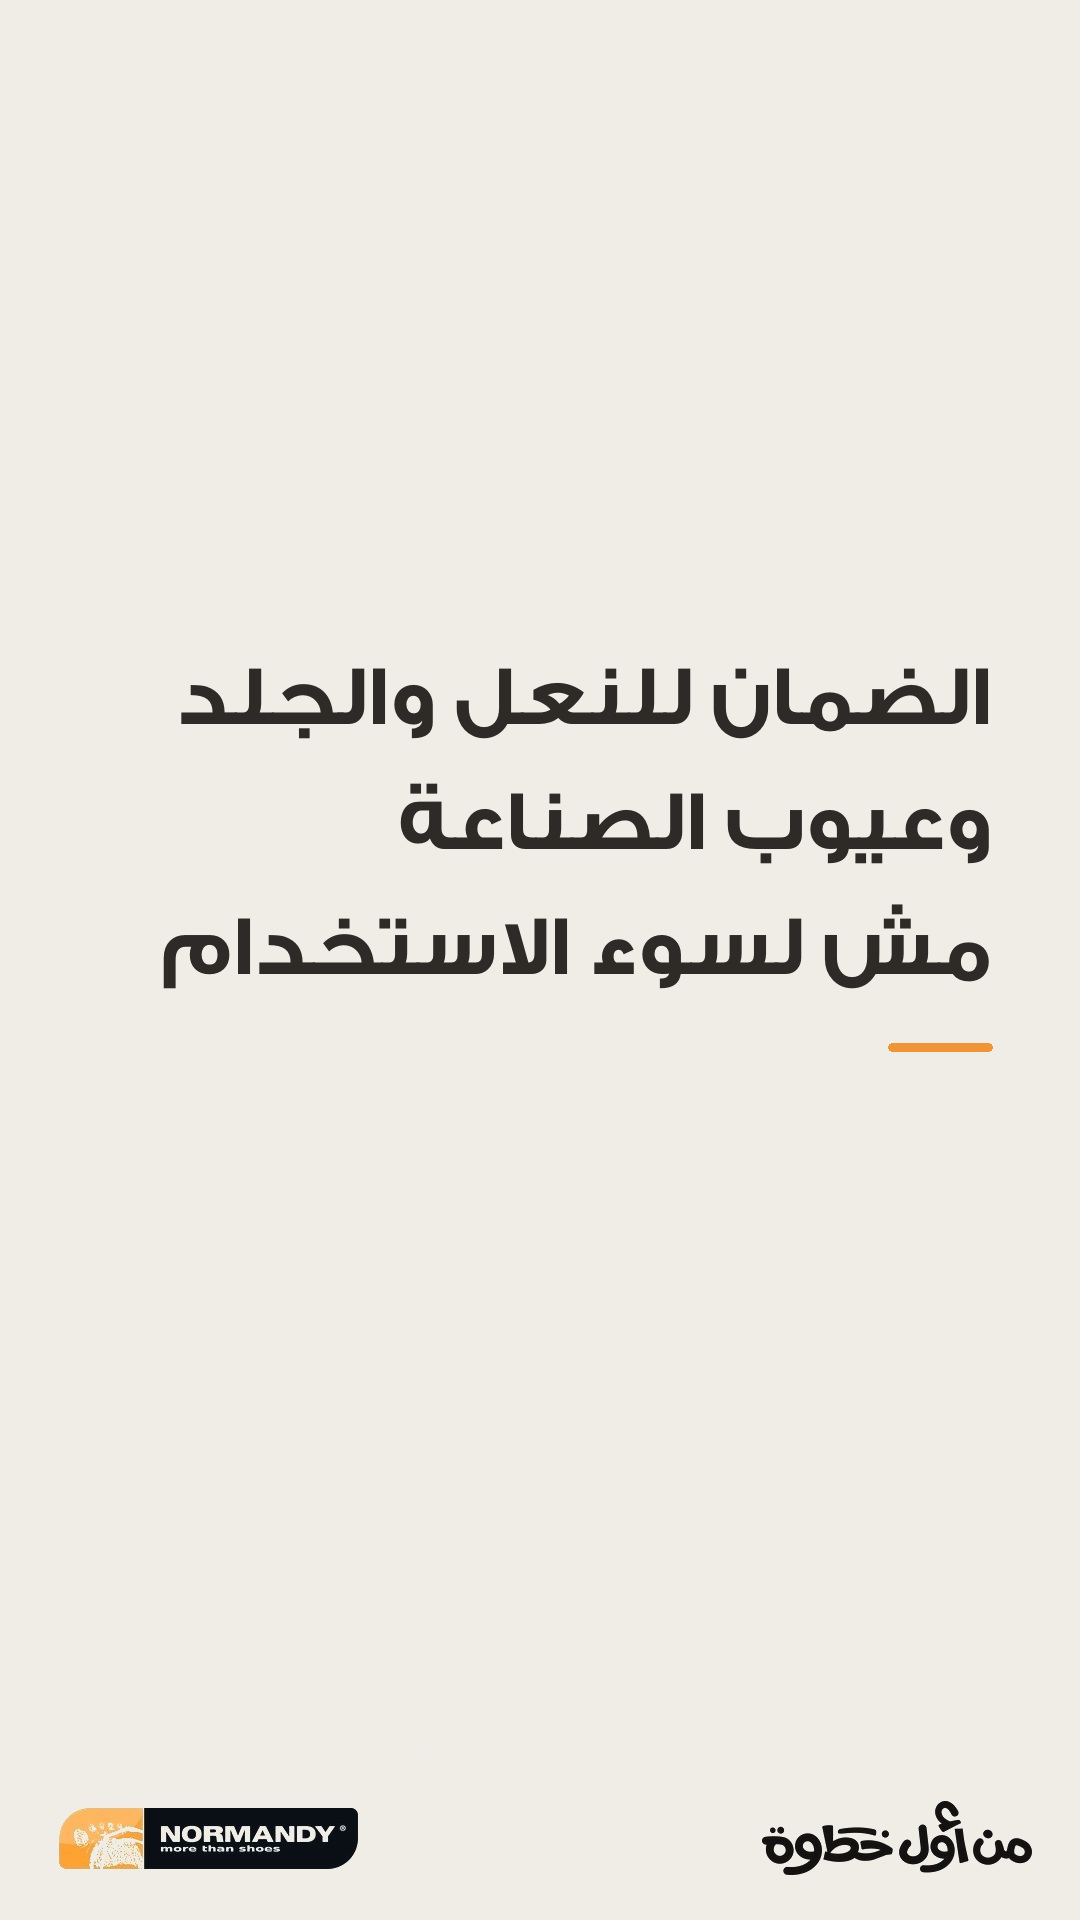 الضمان للنعل والجلد
وعيوب الصناعة
مش لسوء الاستخدام
NORMANDY®
more than shoes
من أول خطوة